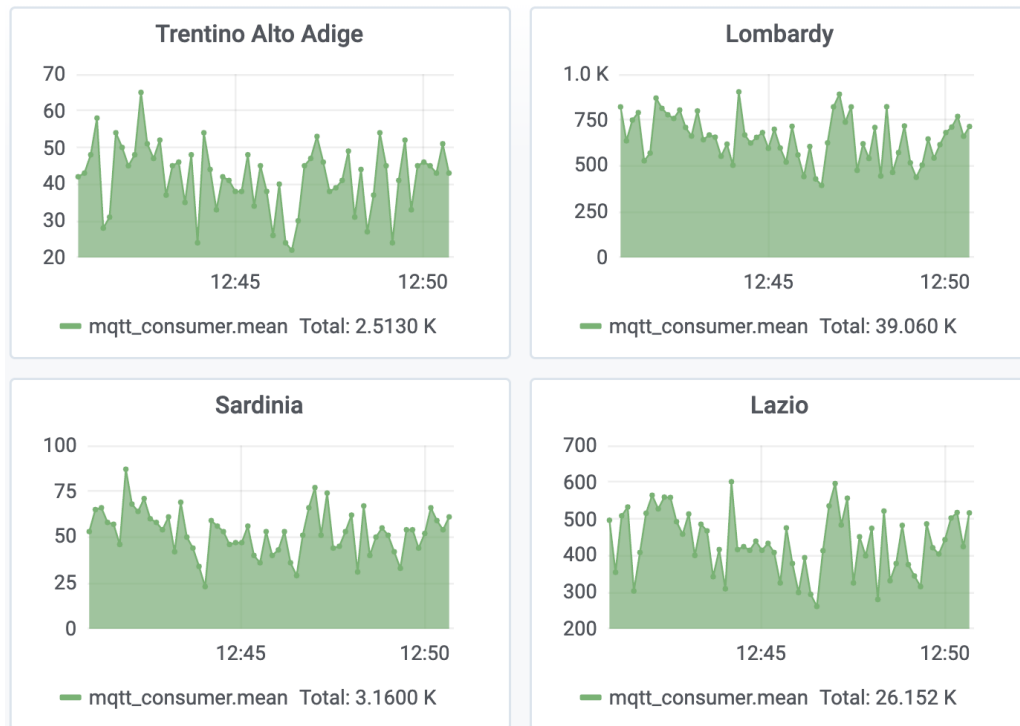 Trentino Alto Adige
70
60
50
40
30
20
12:45 12:50
mqtt_consumer.mean Total: 2.5130 K
Lombardy
1.0 K
750
500
250
0
12:45 12:50
mqtt_consumer.mean Total: 39.060 K
Sardinia
100
75
50
25
0
12:45 12:50
mqtt_consumer.mean Total: 3.1600 K
Lazio
700
600
500
400
300
200
12:45 12:50
mqtt_consumer.mean Total: 26.152 K